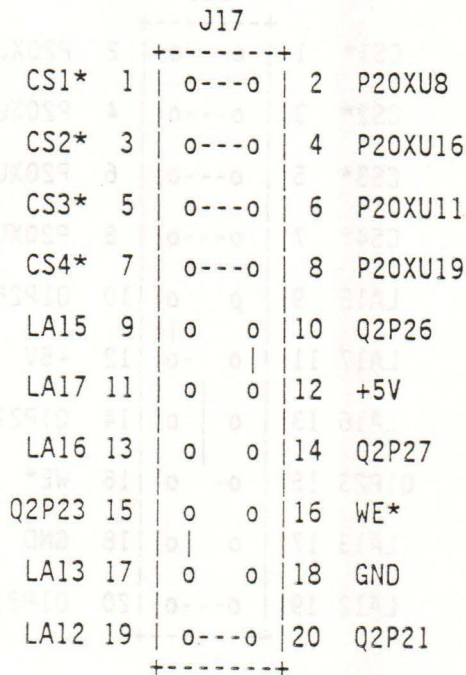 J17
+-------+
CS1* 1 | o---o | 2 P20XU8
CS2* 3 | o---o | 4 P20XU16
CS3* 5 | o---o | 6 P20XU11
CS4* 7 | o---o | 8 P20XU19
LA15 9 | o o |10 Q2P26
|
LA17 11 | o o |12 +5V
LA16 13 | o o |14 Q2P27
Q2P23 15 | o o |16 WE*
|
LA13 17 | o o |18 GND
LA12 19 | o---o |20 Q2P21
+-------+